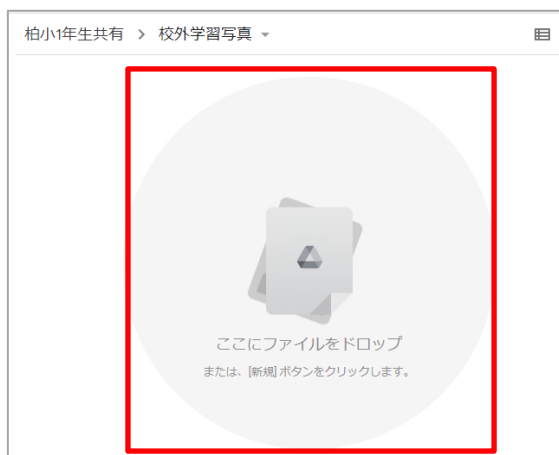 柏小1年生共有 > 校外学習写真
ここにファイルをドロップ
または、[新規] ボタンをクリックします。